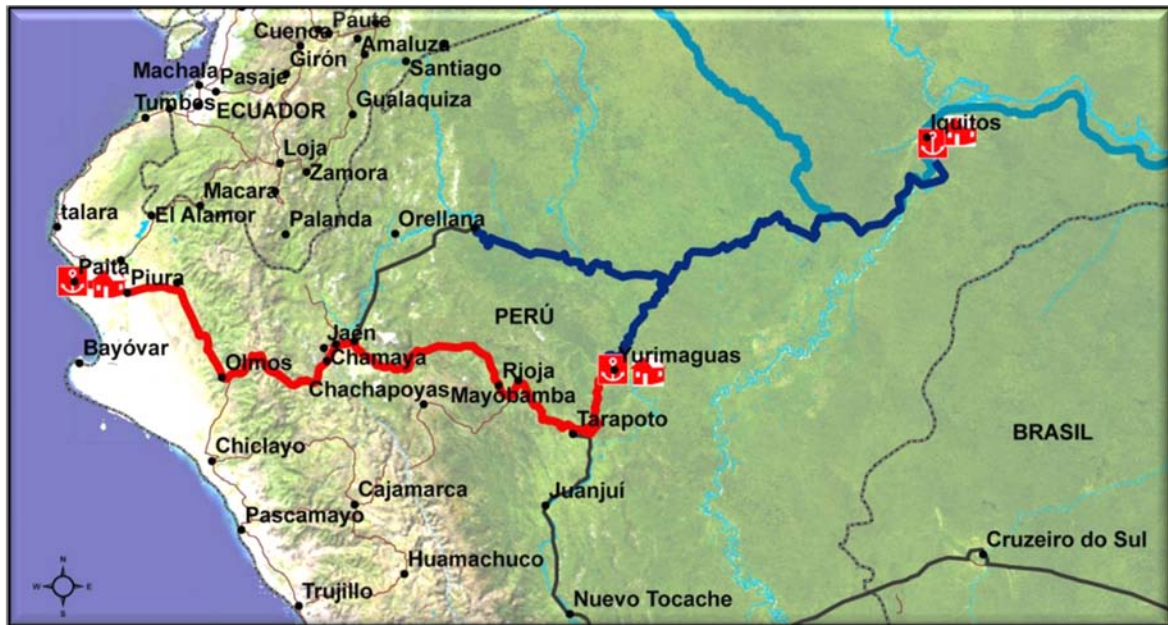 Paute
Cuenca
Amaluza
Girón
Santiago
Machala
Pasaje
Tumbes
ECUADOR
Gualaquiza
Iquitos
Loja
Zamora
Macara
talara
El Alamor
Palanda
Orellana
Paita
Piura
PERÚ
Jaén
Bayóvar
Olmos
Chamaya
Yurimaguas
Rioja
Chachapoyas
Mayobamba
Tarapoto
BRASIL
Chiclayo
Cajamarca
Juanjuí
Pascamayo
Cruzeiro do Sul
Huamachuco
N
W E
S
Trujillo
Nuevo Tocache